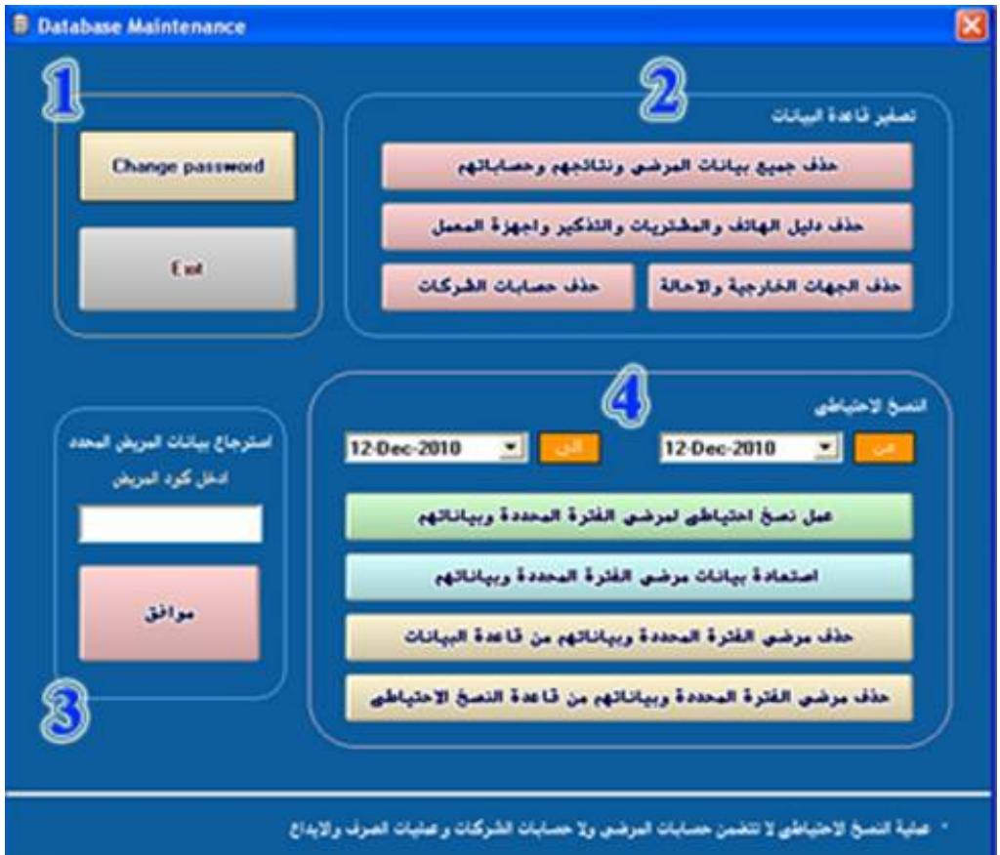 Database Maintenance
1
Change password
Exit
2
تصفير قاعدة البيانات
حذف جميع بيانات المرضى ونتائجهم وحساباتهم
حذف دليل الهاتف والمشتريات والتذكير واجهزة المعمل
حذف الجهات الخارجية والاحالة
حذف حسابات الشركات
3
استرجاع بيانات المريض المحدد
ادخل كود المريض
موافق
4
النسخ الاحتياطى
من
12-Dec-2010
الى
12-Dec-2010
عمل نسخ احتياطى لمرضى الفترة المحددة وبياناتهم
استعادة بيانات مرضى الفترة المحددة وبياناتهم
حذف مرضى الفترة المحددة وبياناتهم من قاعدة البيانات
حذف مرضى الفترة المحددة وبياناتهم من قاعدة النسخ الاحتياطى
* عملية النسخ الاحتياطى لا تتضمن حسابات المرضى ولا حسابات الشركات وعمليات الصرف والايداع